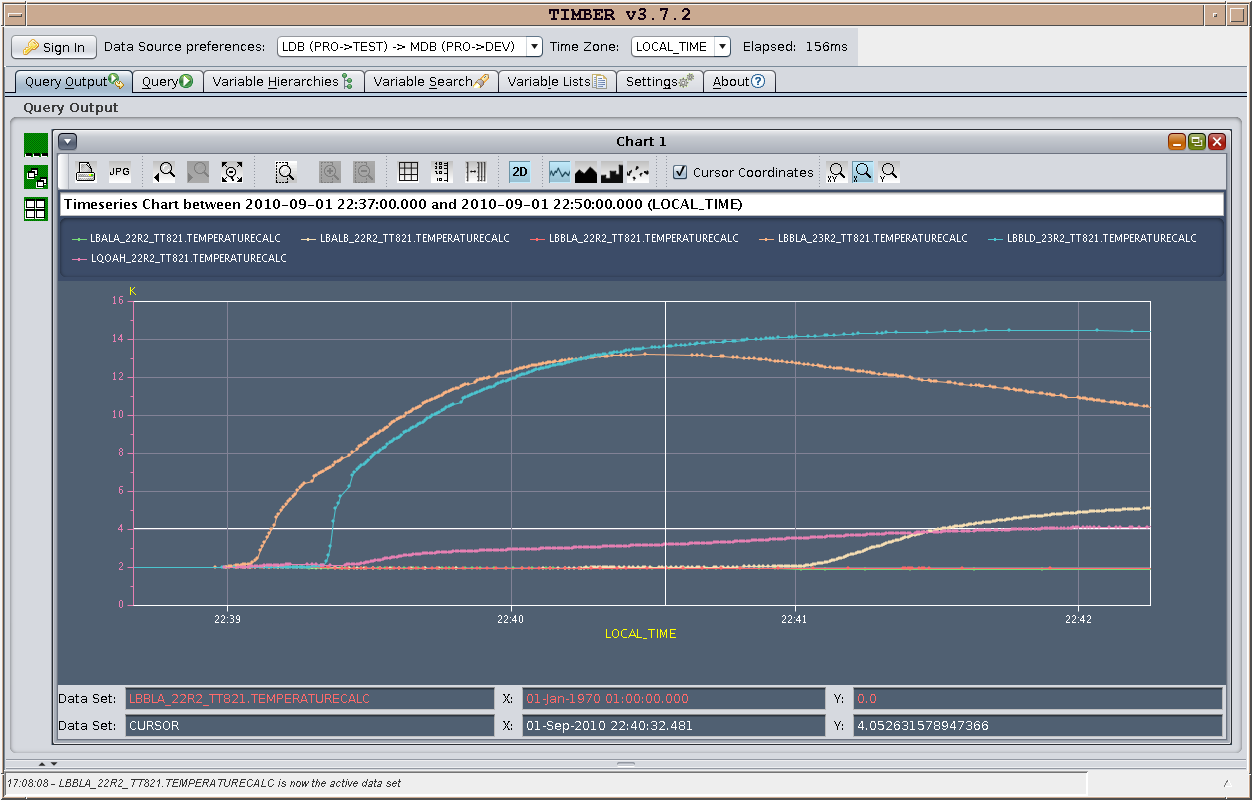 TIMBER v3.7.2
Sign In Data Source preferences: LDB (PRO->TEST) -> MDB (PRO->DEV) Time Zone: LOCAL_TIME Elapsed: 156ms
Query Output Query Variable Hierarchies Variable Search Variable Lists Settings About
Query Output
Chart 1
JPG 2D Cursor Coordinates XY X Y
Timeseries Chart between 2010-09-01 22:37:00.000 and 2010-09-01 22:50:00.000 (LOCAL_TIME)
LBALA_22R2_TT821.TEMPERATURECALC LBALB_22R2_TT821.TEMPERATURECALC LBBLA_22R2_TT821.TEMPERATURECALC LBBLA_23R2_TT821.TEMPERATURECALC LBBLD_23R2_TT821.TEMPERATURECALC
LQOAH_22R2_TT821.TEMPERATURECALC
K
16
14
12
10
8
6
4
2
0
22:39 22:40 22:41 22:42
LOCAL_TIME
Data Set: LBBLA_22R2_TT821.TEMPERATURECALC X: 01-Jan-1970 01:00:00.000 Y: 0.0
Data Set: CURSOR X: 01-Sep-2010 22:40:32.481 Y: 4.052631578947366
17:08:08 - LBBLA_22R2_TT821.TEMPERATURECALC is now the active data set